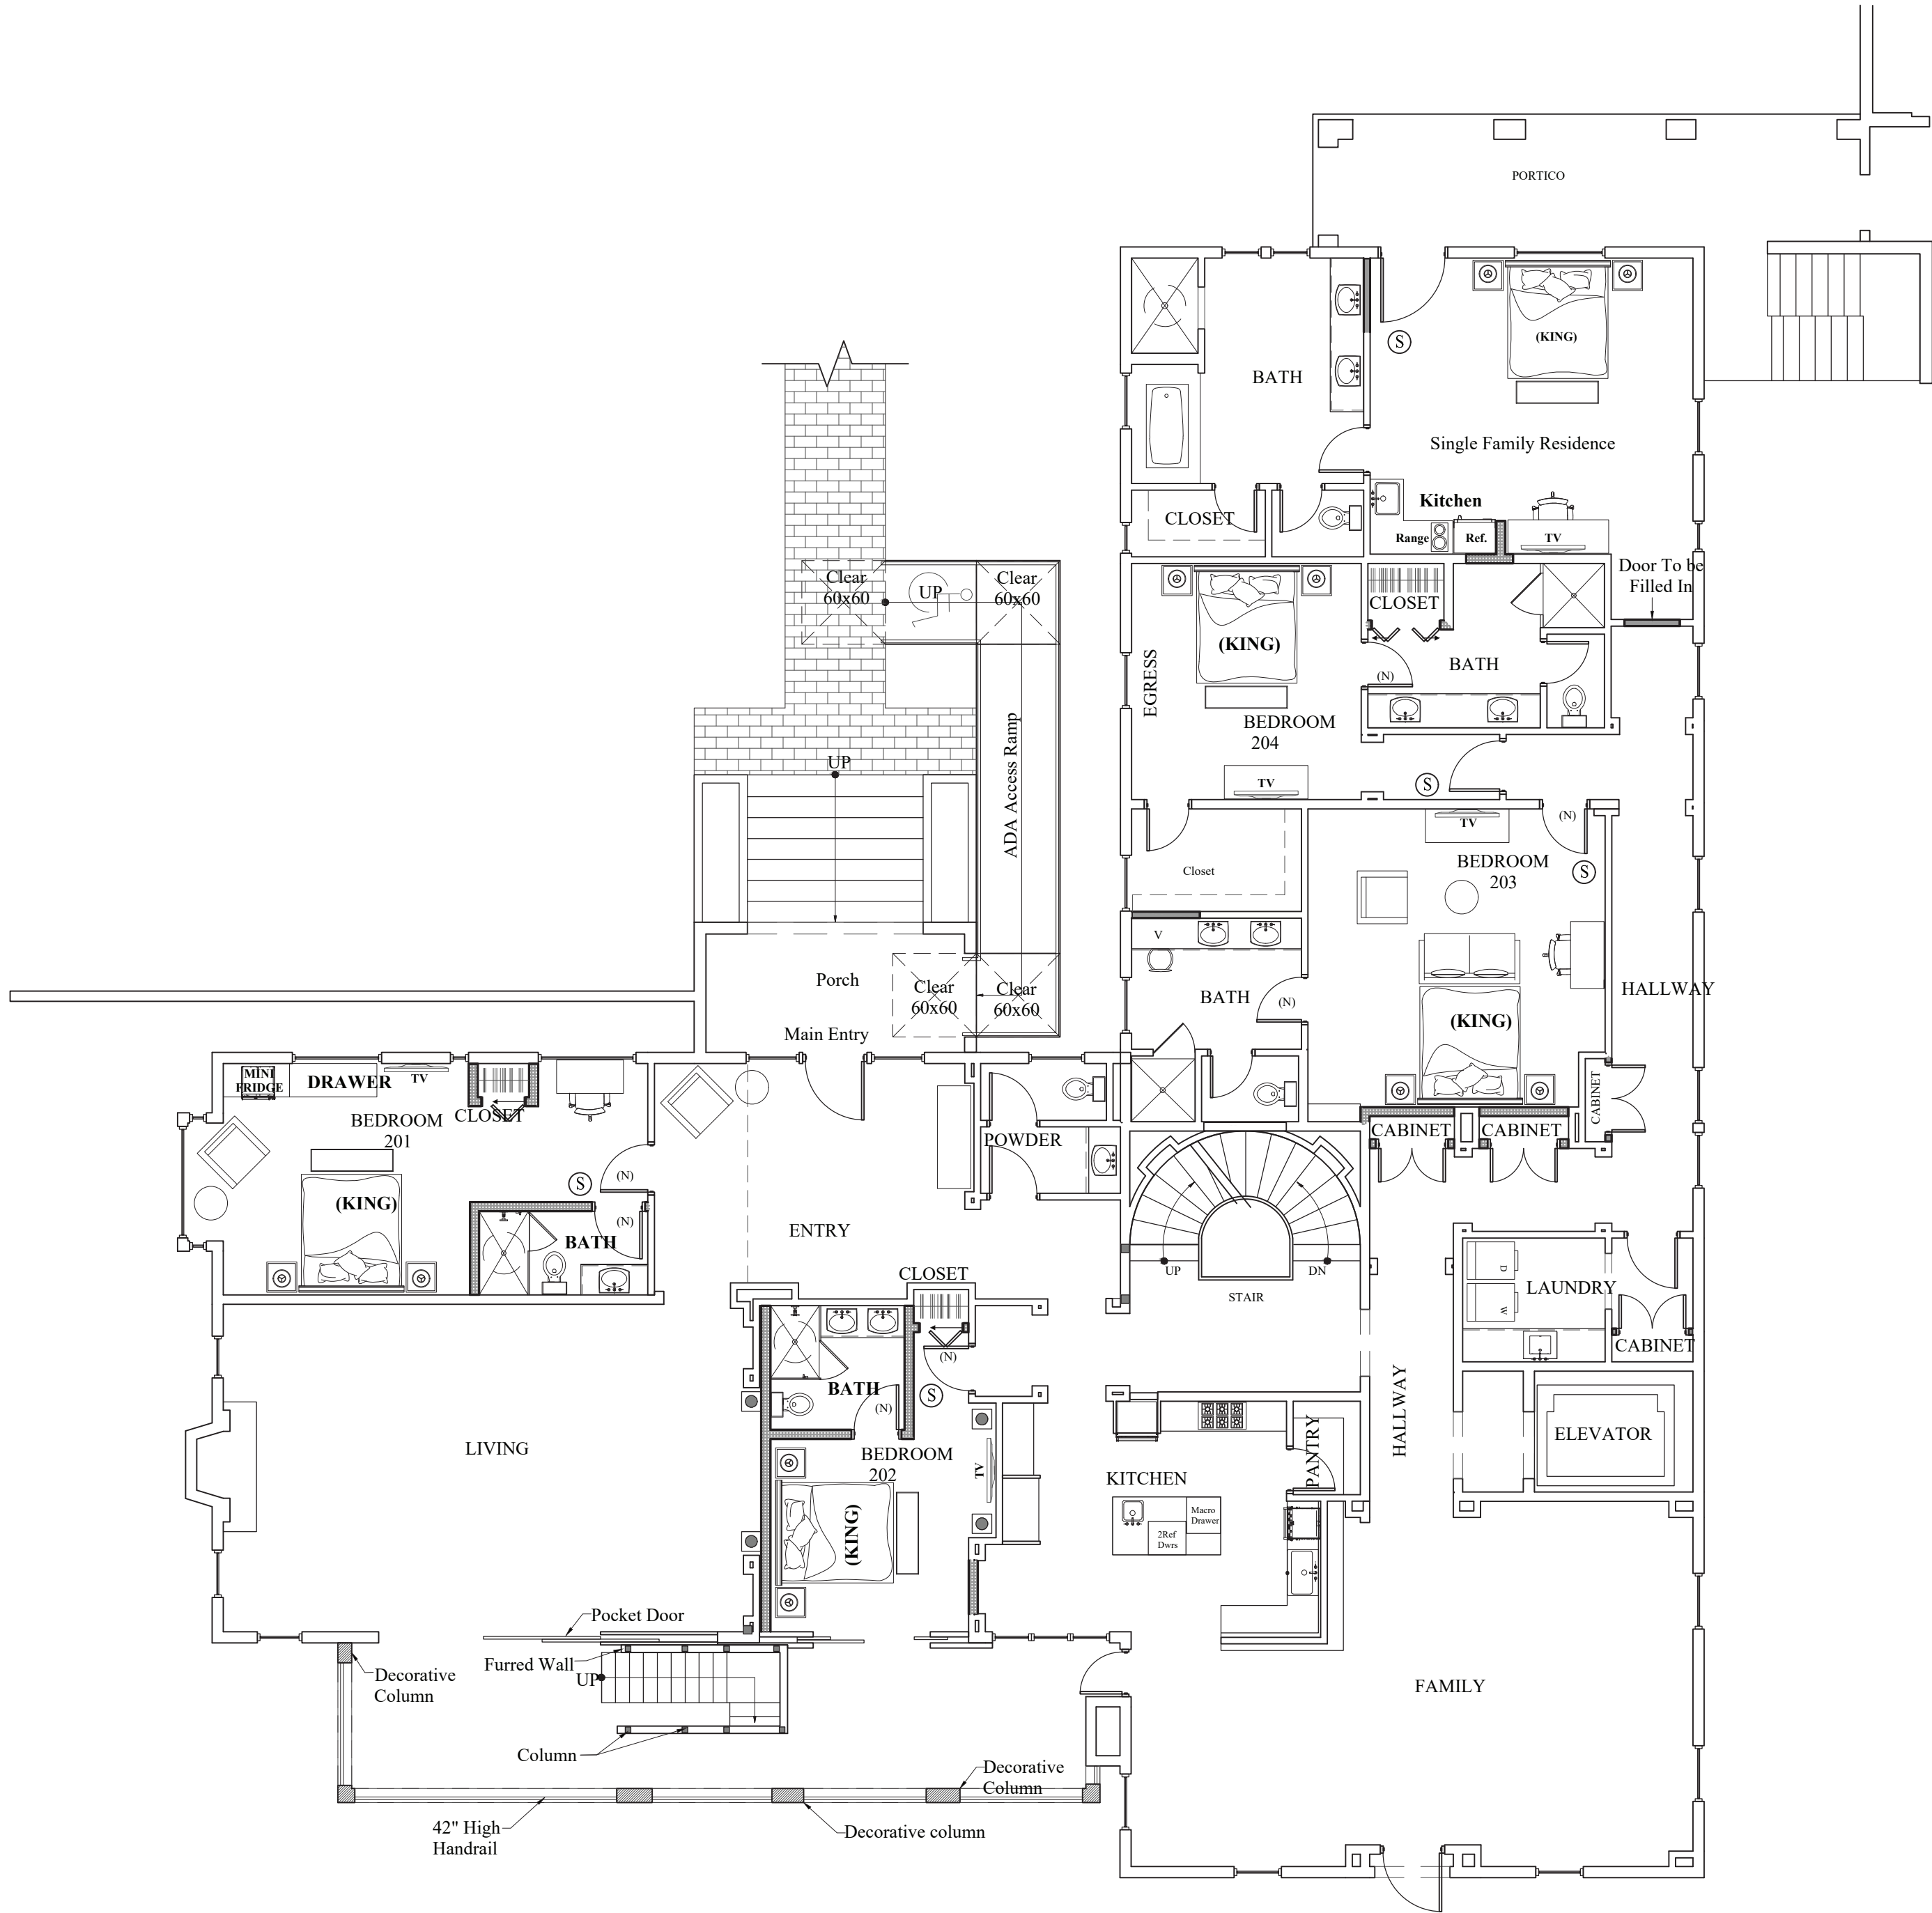 PORTICO
S
(KING)
BATH
Single Family Residence
Kitchen
CLOSET
Range
Ref.
TV
Door To be
Filled In
Clear
60x60
UP
Clear
60x60
CLOSET
(KING)
EGRESS
BATH
(N)
BEDROOM
204
UP
ADA Access Ramp
TV
S
(N)
TV
BEDROOM
203
S
Closet
V
Porch
Clear
60x60
Clear
60x60
BATH
(N)
HALLWAY
(KING)
Main Entry
MINI
FRIDGE
DRAWER
TV
CLOSET
BEDROOM
201
CABINET
POWDER
CABINET
CABINET
S
(N)
(KING)
(N)
BATH
ENTRY
CLOSET
UP
DN
STAIR
D
W
LAUNDRY
CABINET
(N)
BATH
S
(N)
HALLWAY
LIVING
BEDROOM
202
TV
PANTRY
ELEVATOR
KITCHEN
(KING)
Macro
Drawer
2Ref
Dwrs
Pocket Door
Furred Wall
UP
Decorative
Column
FAMILY
Column
Decorative
Column
42" High
Handrail
Decorative column